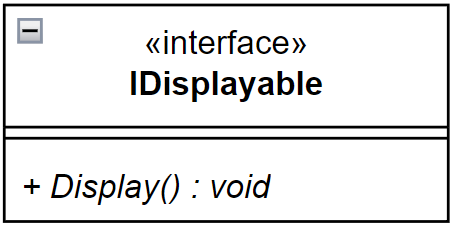 «interface»
IDisplayable
+ Display() : void